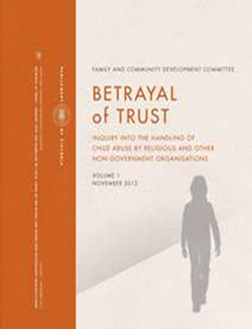 FAMILY AND COMMUNITY DEVELOPMENT COMMITTEE
BETRAYAL
of TRUST
INQUIRY INTO THE HANDLING OF
CHILD ABUSE BY RELIGIOUS AND OTHER
NON-GOVERNMENT ORGANISATIONS
VOLUME 1
NOVEMBER 2013
PARLIAMENT OF VICTORIA